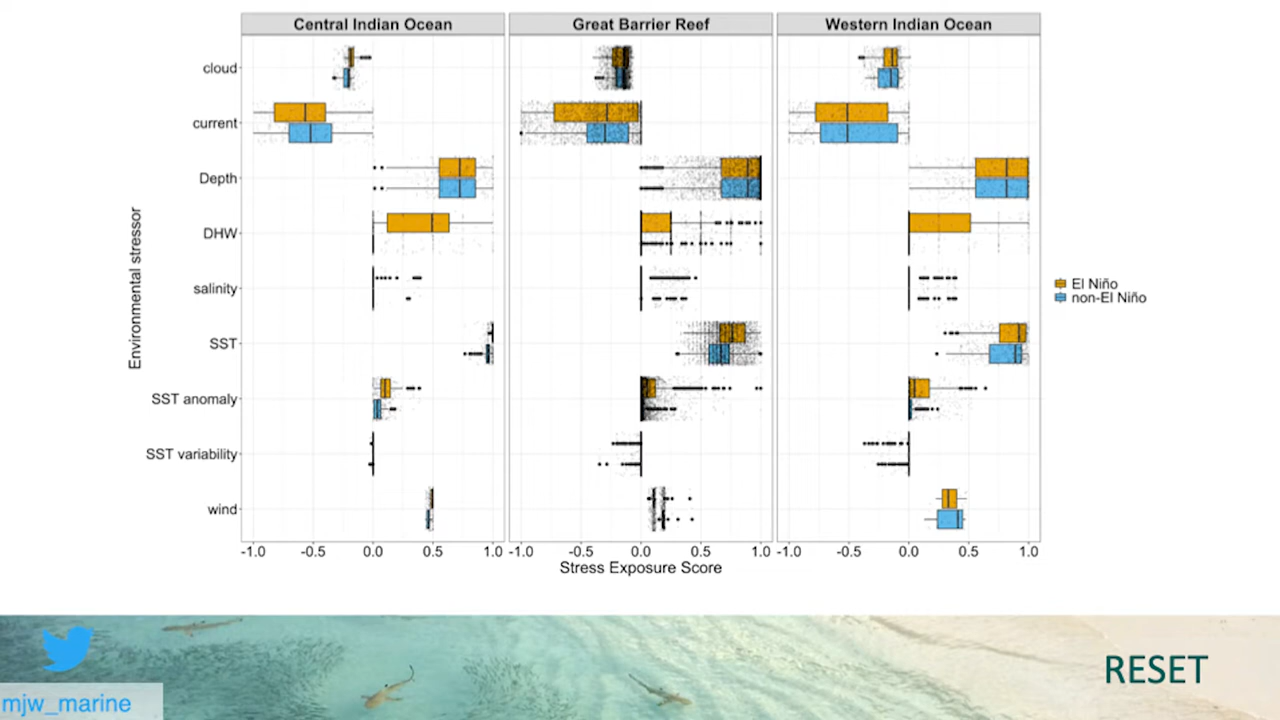 Central Indian Ocean
Great Barrier Reef
Western Indian Ocean
Environmental stressor
cloud
current
Depth
DHW
salinity
SST
SST anomaly
SST variability
wind
El Niño
non-El Niño
-1.0 -0.5 0.0 0.5 1.0
-1.0 -0.5 0.0 0.5 1.0
-1.0 -0.5 0.0 0.5 1.0
Stress Exposure Score
mjw_marine
RESET